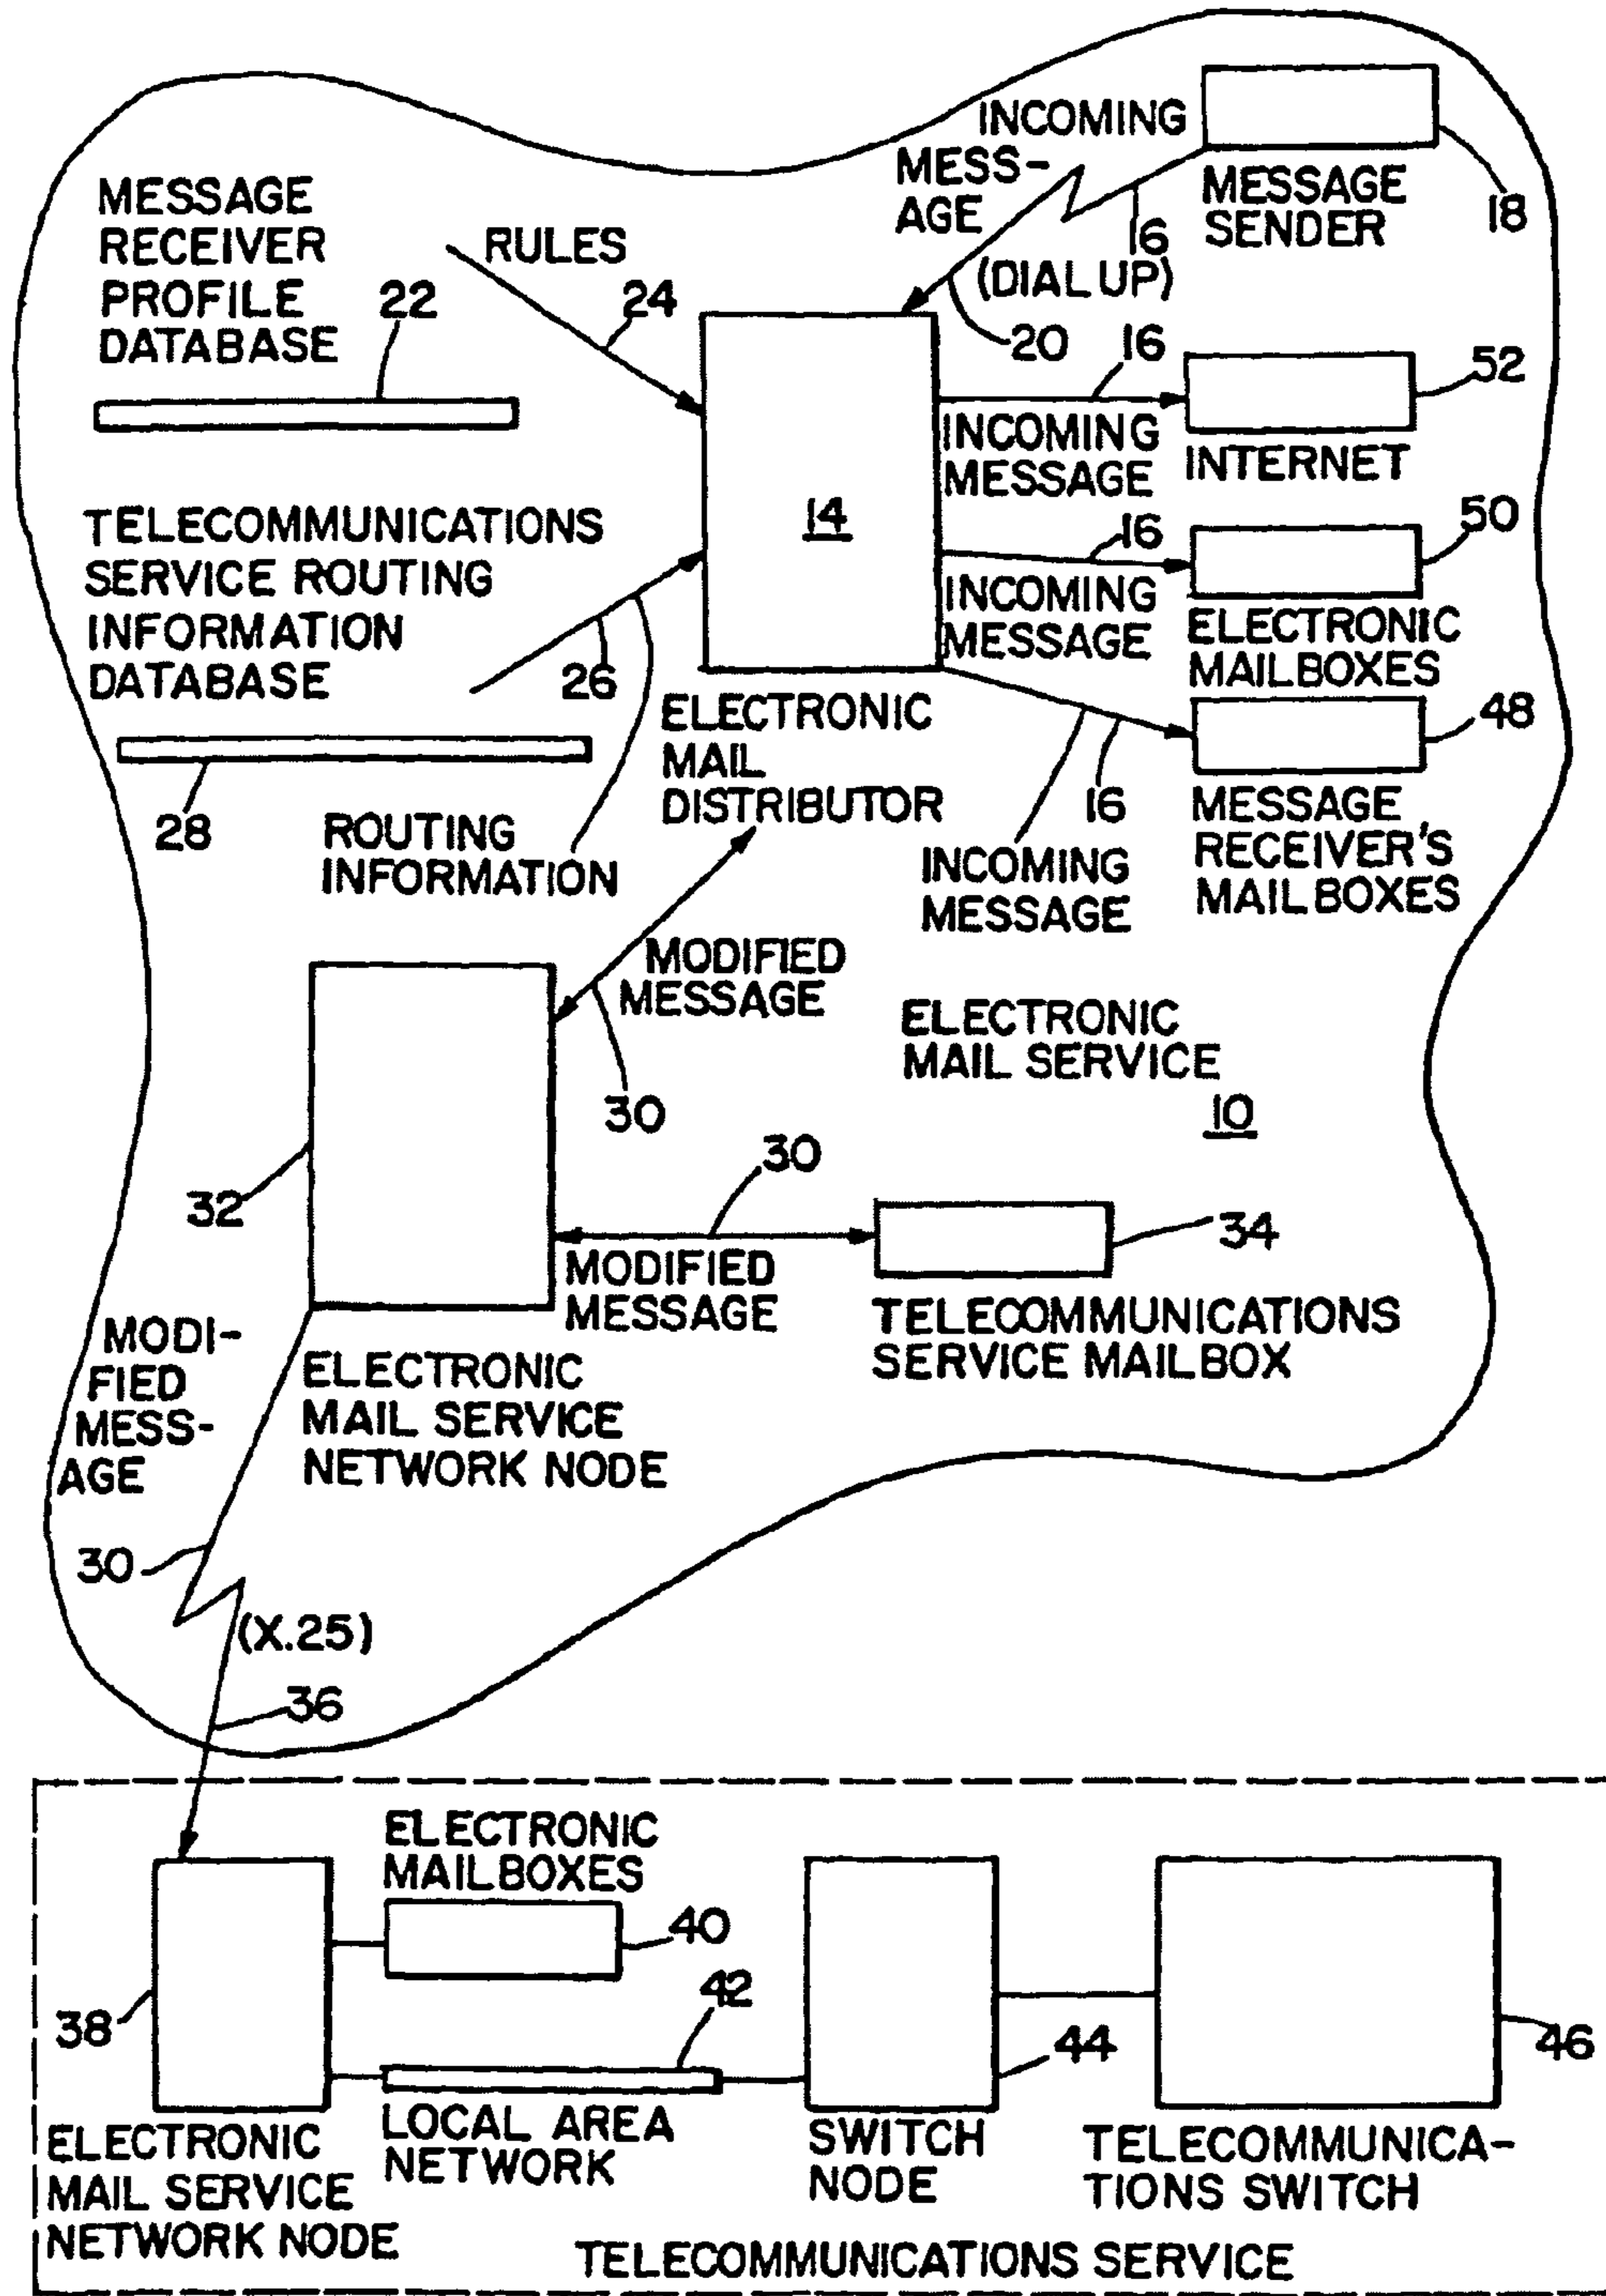 INCOMING
MESS-
AGE
MESSAGE
SENDER
18
16
(DIAL UP)
20
MESSAGE
RECEIVER
PROFILE
DATABASE
22
RULES
24
14
16
INCOMING
MESSAGE
INTERNET
52
TELECOMMUNICATIONS
SERVICE ROUTING
INFORMATION
DATABASE
26
28
ROUTING
INFORMATION
16
INCOMING
MESSAGE
ELECTRONIC
MAILBOXES
50
ELECTRONIC
MAIL
DISTRIBUTOR
16
INCOMING
MESSAGE
MESSAGE
RECEIVER'S
MAILBOXES
48
MODIFIED
MESSAGE
30
ELECTRONIC
MAIL SERVICE
10
32
30
MODIFIED
MESSAGE
34
TELECOMMUNICATIONS
SERVICE MAILBOX
MODI-
FIED
MESS-
AGE
ELECTRONIC
MAIL SERVICE
NETWORK NODE
30
(X.25)
36
ELECTRONIC
MAILBOXES
40
38
42
44
46
ELECTRONIC
MAIL SERVICE
NETWORK NODE
LOCAL AREA
NETWORK
SWITCH
NODE
TELECOMMUNICA-
TIONS SWITCH
TELECOMMUNICATIONS SERVICE